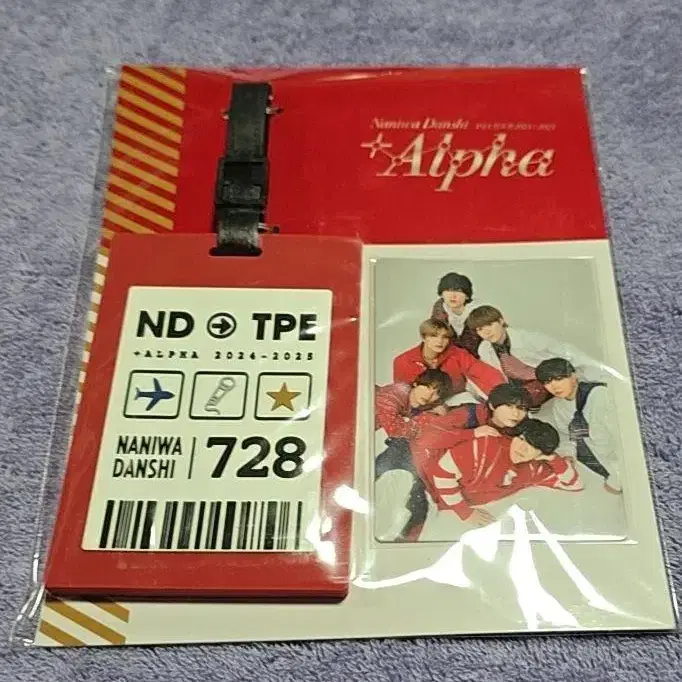 Naniwa Danshi
+Alpha
ND → TPE
+ALPHA 2024-2025
NANIWA
DANSHI
728